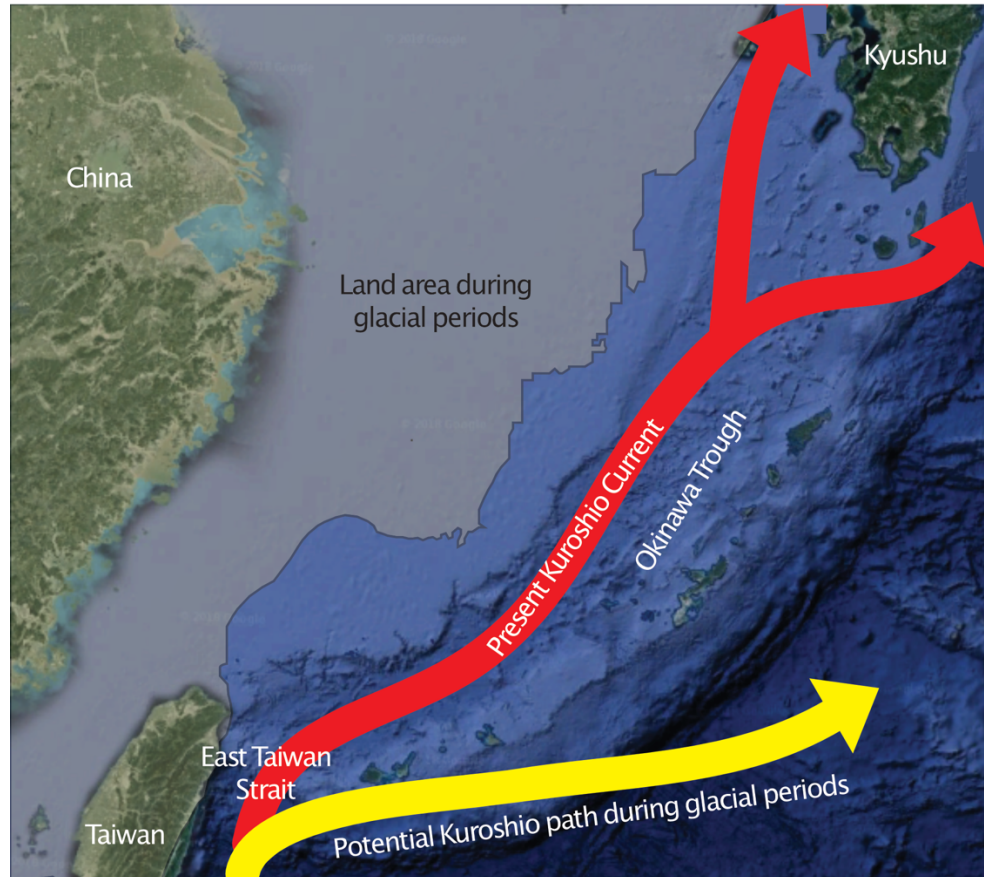 Kyushu
China
Land area during
glacial periods
Present Kuroshio Current
Okinawa Trough
East Taiwan
Strait
Taiwan
Potential Kuroshio path during glacial periods